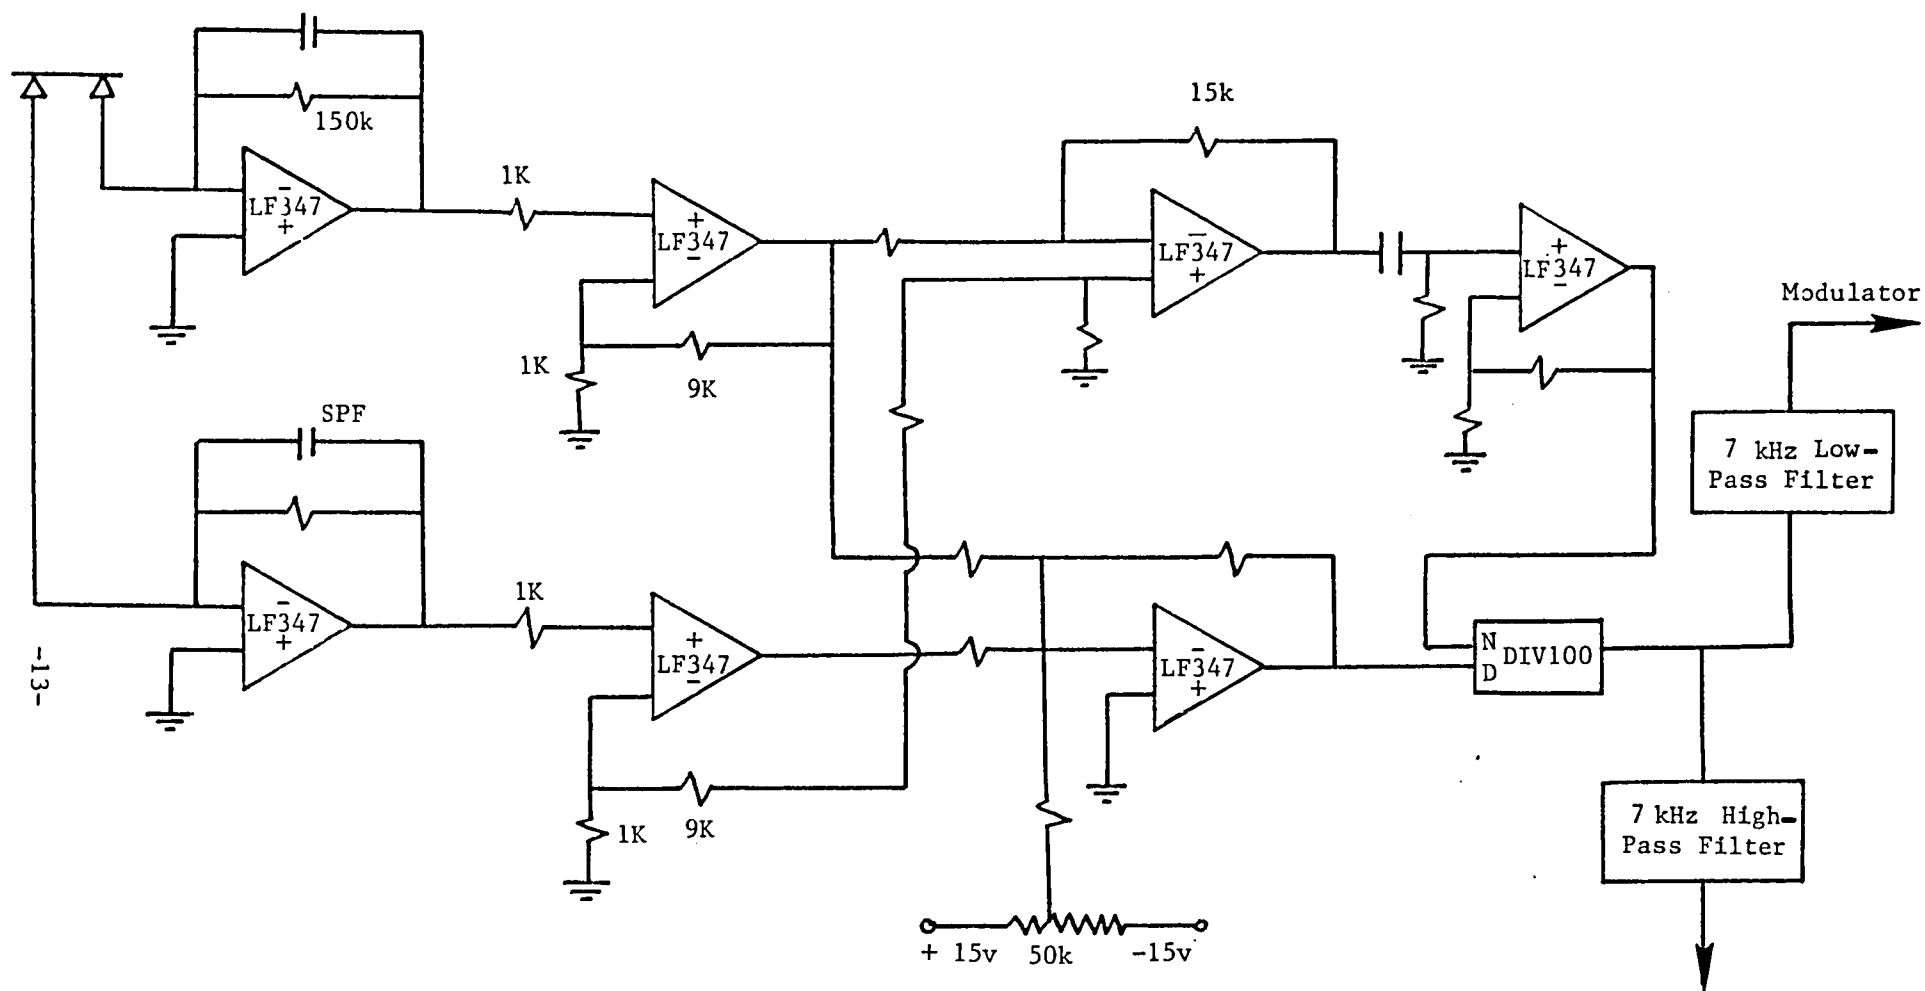 150k
-
LF347
+
1K
+
LF347
-
1K
9K
15k
-
LF347
+
+
LF347
-
Modulator
7 kHz Low-
Pass Filter
SPF
-
LF347
+
1K
+
LF347
-
1K
9K
-
LF347
+
N
D
DIV100
7 kHz High-
Pass Filter
+ 15v
50k
-15v
-13-